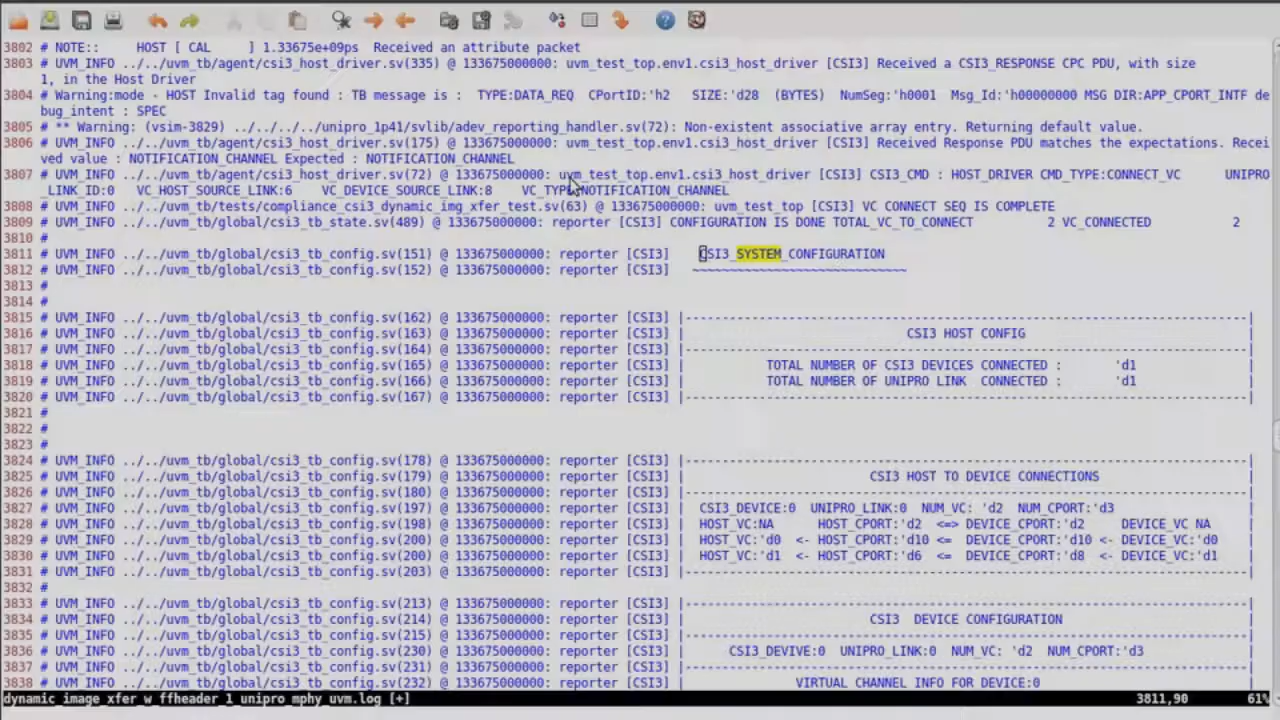 3802 # NOTE::     HOST [ CAL     ] 1.33675e+09ps  Received an attribute packet
3803 # UVM_INFO ../../uvm_tb/agent/csi3_host_driver.sv(335) @ 133675000000: uvm_test_top.env1.csi3_host_driver [CSI3] Received a CSI3_RESPONSE CPC PDU, with size
1, in the Host Driver
3804 # Warning:mode - HOST Invalid tag found : TB message is :  TYPE:DATA_REQ  CPortID:'h2   SIZE:'d28  (BYTES)  NumSeg:'h0001  Msg_Id:'h00000000 MSG DIR:APP_CPORT_INTF de
bug_intent : SPEC
3805 # ** Warning: (vsim-3829) ../../../../unipro_1p41/svlib/adev_reporting_handler.sv(72): Non-existent associative array entry. Returning default value.
3806 # UVM_INFO ../../uvm_tb/agent/csi3_host_driver.sv(175) @ 133675000000: uvm_test_top.env1.csi3_host_driver [CSI3] Received Response PDU matches the expectations. Recei
ved value : NOTIFICATION_CHANNEL Expected : NOTIFICATION_CHANNEL
3807 # UVM_INFO ../../uvm_tb/agent/csi3_host_driver.sv(72) @ 133675000000: uvm_test_top.env1.csi3_host_driver [CSI3] CSI3_CMD : HOST_DRIVER CMD_TYPE:CONNECT_VC      UNIPRO
_LINK_ID:0   VC_HOST_SOURCE_LINK:6    VC_DEVICE_SOURCE_LINK:8    VC_TYPE:NOTIFICATION_CHANNEL
3808 # UVM_INFO ../../uvm_tb/tests/compliance_csi3_dynamic_img_xfer_test.sv(63) @ 133675000000: uvm_test_top [CSI3] VC CONNECT SEQ IS COMPLETE
3809 # UVM_INFO ../../uvm_tb/global/csi3_tb_state.sv(489) @ 133675000000: reporter [CSI3] CONFIGURATION IS DONE TOTAL_VC_TO_CONNECT          2 VC_CONNECTED           2
3810 #
3811 # UVM_INFO ../../uvm_tb/global/csi3_tb_config.sv(151) @ 133675000000: reporter [CSI3]    CSI3_SYSTEM_CONFIGURATION
3812 # UVM_INFO ../../uvm_tb/global/csi3_tb_config.sv(152) @ 133675000000: reporter [CSI3]   ~~~~~~~~~~~~~~~~~~~~~~~~~~~~~
3813 #
3814 #
3815 # UVM_INFO ../../uvm_tb/global/csi3_tb_config.sv(162) @ 133675000000: reporter [CSI3] |----------------------------------------------------------------------------|
3816 # UVM_INFO ../../uvm_tb/global/csi3_tb_config.sv(163) @ 133675000000: reporter [CSI3] |                              CSI3 HOST CONFIG                              |
3817 # UVM_INFO ../../uvm_tb/global/csi3_tb_config.sv(164) @ 133675000000: reporter [CSI3] |----------------------------------------------------------------------------|
3818 # UVM_INFO ../../uvm_tb/global/csi3_tb_config.sv(165) @ 133675000000: reporter [CSI3] |           TOTAL NUMBER OF CSI3 DEVICES CONNECTED :       'd1               |
3819 # UVM_INFO ../../uvm_tb/global/csi3_tb_config.sv(166) @ 133675000000: reporter [CSI3] |           TOTAL NUMBER OF UNIPRO LINK  CONNECTED :       'd1               |
3820 # UVM_INFO ../../uvm_tb/global/csi3_tb_config.sv(167) @ 133675000000: reporter [CSI3] |----------------------------------------------------------------------------|
3821 #
3822 #
3823 #
3824 # UVM_INFO ../../uvm_tb/global/csi3_tb_config.sv(178) @ 133675000000: reporter [CSI3] |----------------------------------------------------------------------------|
3825 # UVM_INFO ../../uvm_tb/global/csi3_tb_config.sv(179) @ 133675000000: reporter [CSI3] |                         CSI3 HOST TO DEVICE CONNECTIONS                    |
3826 # UVM_INFO ../../uvm_tb/global/csi3_tb_config.sv(180) @ 133675000000: reporter [CSI3] |----------------------------------------------------------------------------|
3827 # UVM_INFO ../../uvm_tb/global/csi3_tb_config.sv(197) @ 133675000000: reporter [CSI3] |  CSI3_DEVICE:0  UNIPRO_LINK:0  NUM_VC: 'd2  NUM_CPORT:'d3
3828 # UVM_INFO ../../uvm_tb/global/csi3_tb_config.sv(198) @ 133675000000: reporter [CSI3] |  HOST_VC:NA      HOST_CPORT:'d2  <=> DEVICE_CPORT:'d2     DEVICE_VC NA
3829 # UVM_INFO ../../uvm_tb/global/csi3_tb_config.sv(200) @ 133675000000: reporter [CSI3] |  HOST_VC:'d0  <- HOST_CPORT:'d10 <=  DEVICE_CPORT:'d10 <- DEVICE_VC:'d0
3830 # UVM_INFO ../../uvm_tb/global/csi3_tb_config.sv(200) @ 133675000000: reporter [CSI3] |  HOST_VC:'d1  <- HOST_CPORT:'d6  <=  DEVICE_CPORT:'d8  <- DEVICE_VC:'d1
3831 # UVM_INFO ../../uvm_tb/global/csi3_tb_config.sv(203) @ 133675000000: reporter [CSI3] |----------------------------------------------------------------------------|
3832 #
3833 # UVM_INFO ../../uvm_tb/global/csi3_tb_config.sv(213) @ 133675000000: reporter [CSI3] |----------------------------------------------------------------------------|
3834 # UVM_INFO ../../uvm_tb/global/csi3_tb_config.sv(214) @ 133675000000: reporter [CSI3] |                         CSI3  DEVICE CONFIGURATION                         |
3835 # UVM_INFO ../../uvm_tb/global/csi3_tb_config.sv(215) @ 133675000000: reporter [CSI3] |----------------------------------------------------------------------------|
3836 # UVM_INFO ../../uvm_tb/global/csi3_tb_config.sv(230) @ 133675000000: reporter [CSI3] |      CSI3_DEVIVE:0  UNIPRO_LINK:0  NUM_VC: 'd2  NUM_CPORT:'d3              |
3837 # UVM_INFO ../../uvm_tb/global/csi3_tb_config.sv(231) @ 133675000000: reporter [CSI3] |----------------------------------------------------------------------------|
3838 # UVM_INFO ../../uvm_tb/global/csi3_tb_config.sv(232) @ 133675000000: reporter [CSI3] |               VIRTUAL CHANNEL INFO FOR DEVICE:0                            |
dynamic_image_xfer_w_ffheader_1_unipro_mphy_uvm.log [+]                    3811,90        61%